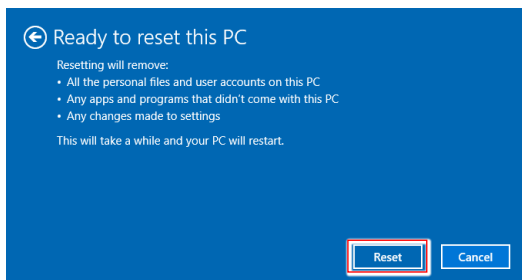 Ready to reset this PC
Resetting will remove:
• All the personal files and user accounts on this PC
• Any apps and programs that didn't come with this PC
• Any changes made to settings
This will take a while and your PC will restart.
Reset Cancel